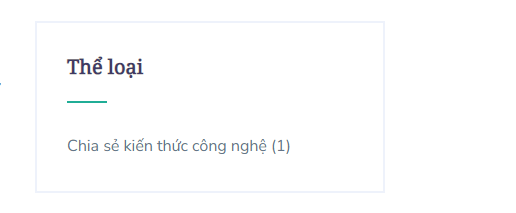 Thể loại
Chia sẻ kiến thức công nghệ (1)